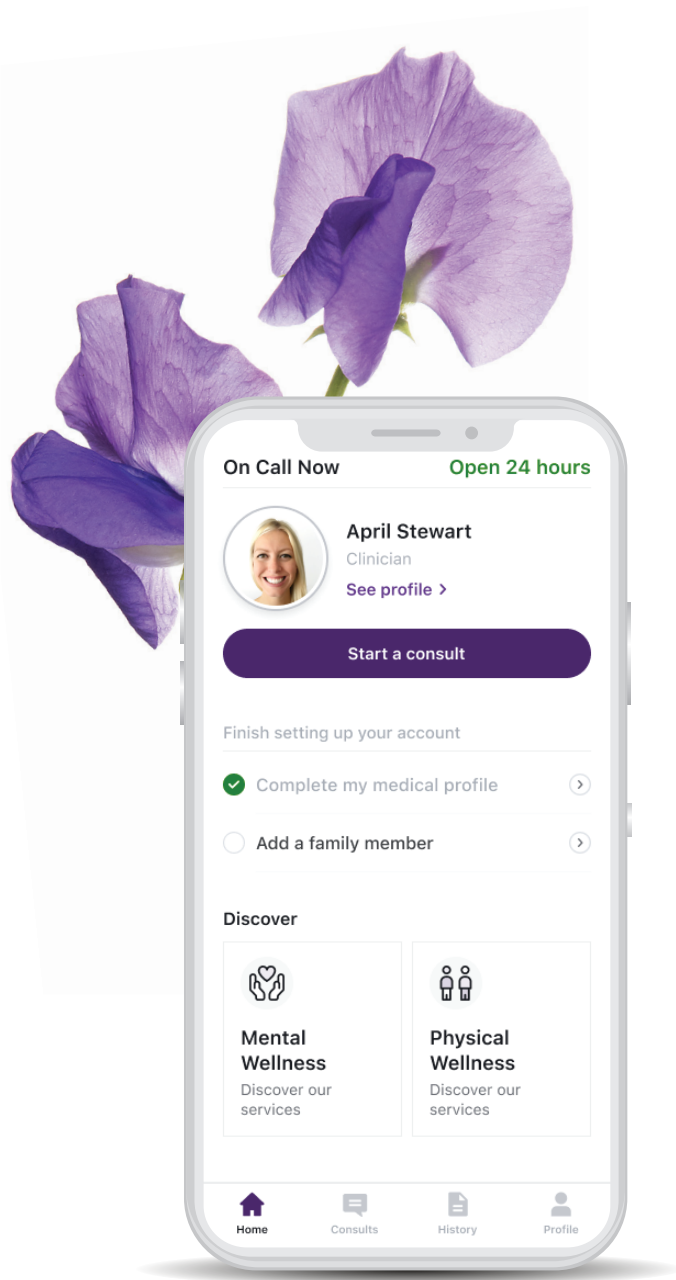 On Call Now
Open 24 hours
April Stewart
Clinician
See profile
Start a consult
Finish setting up your account
Complete my medical profile
Add a family member
Discover
Mental
Wellness
Discover our
services
Physical
Wellness
Discover our
services
Home
Consults
History
Profile